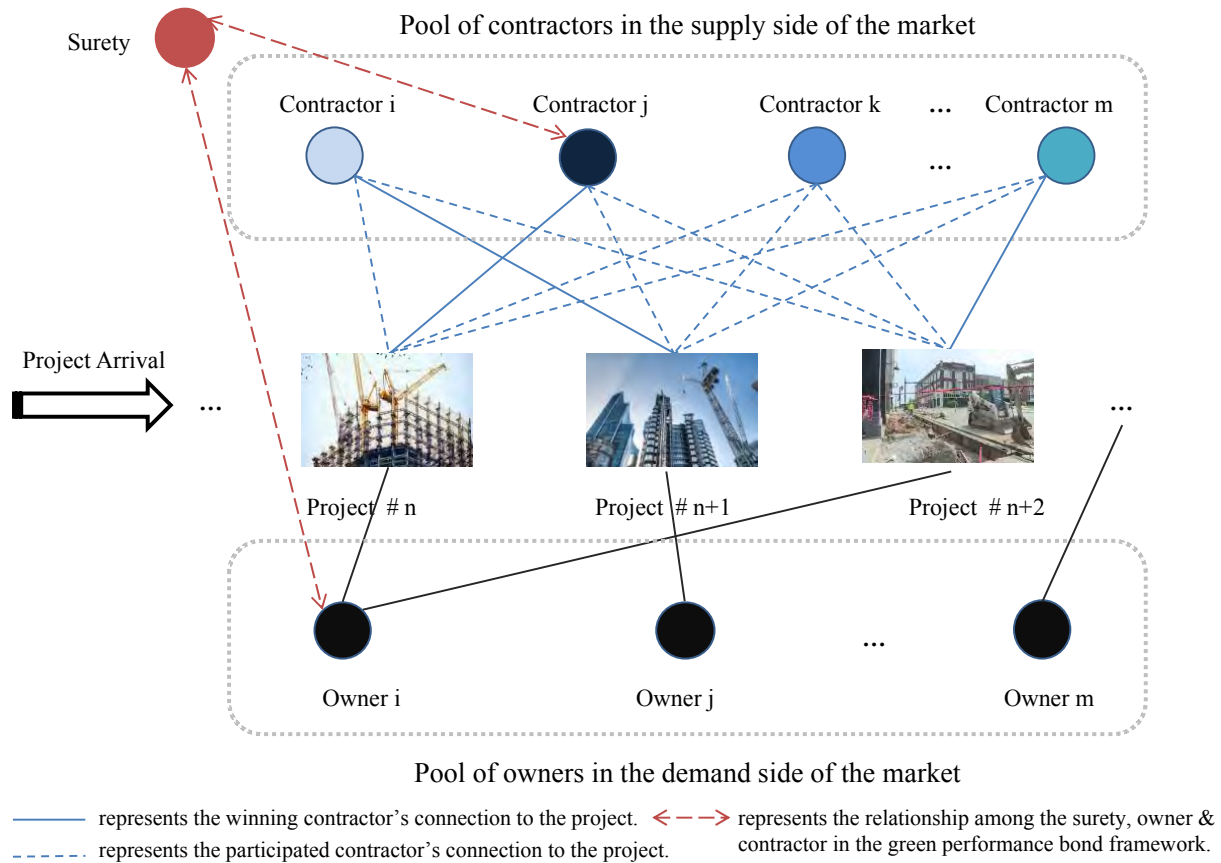 Pool of contractors in the supply side of the market
Surety
Contractor i
Contractor j
Contractor k
...
Contractor m
...
Project Arrival
...
...
Project # n
Project # n+1
Project # n+2
...
Owner i
Owner j
Owner m
Pool of owners in the demand side of the market
represents the winning contractor’s connection to the project.
represents the participated contractor’s connection to the project.
represents the relationship among the surety, owner &
contractor in the green performance bond framework.